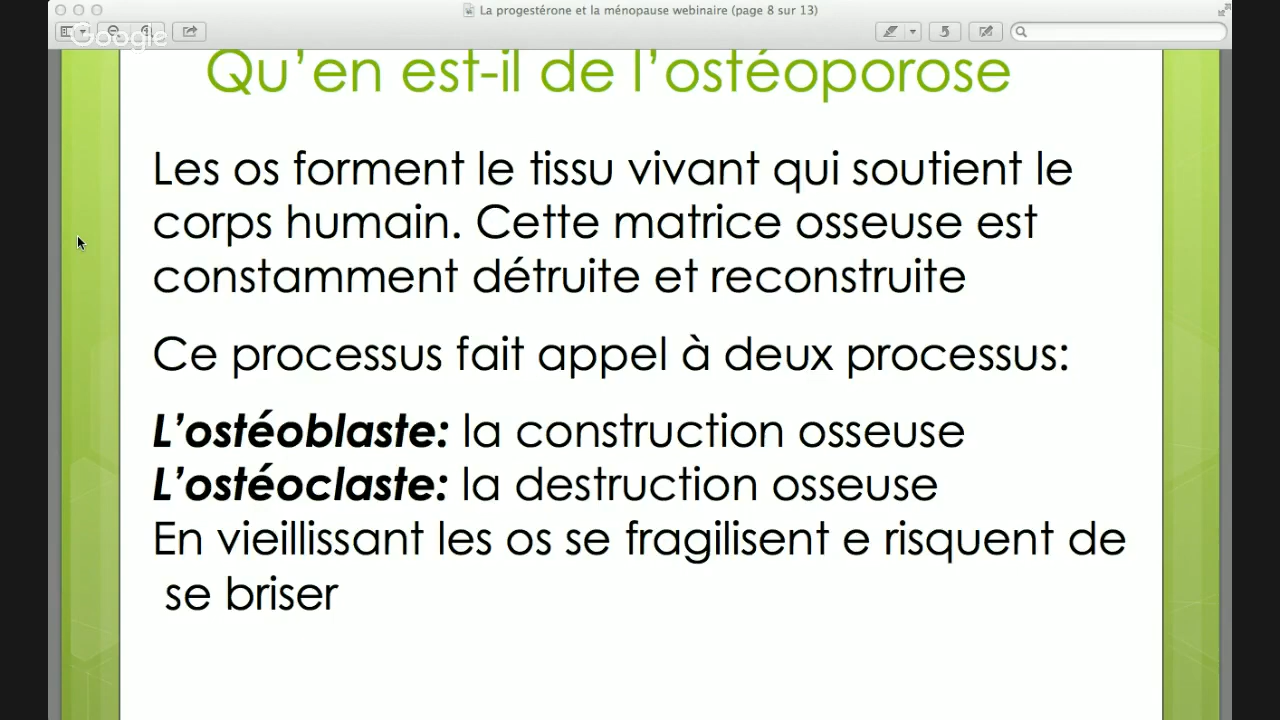 La progestérone et la ménopause webinaire (page 8 sur 13)
Google
Qu’en est-il de l’ostéoporose
Les os forment le tissu vivant qui soutient le
corps humain. Cette matrice osseuse est
constamment détruite et reconstruite
Ce processus fait appel à deux processus:
L’ostéoblaste: la construction osseuse
L’ostéoclaste: la destruction osseuse
En vieillissant les os se fragilisent e risquent de
se briser